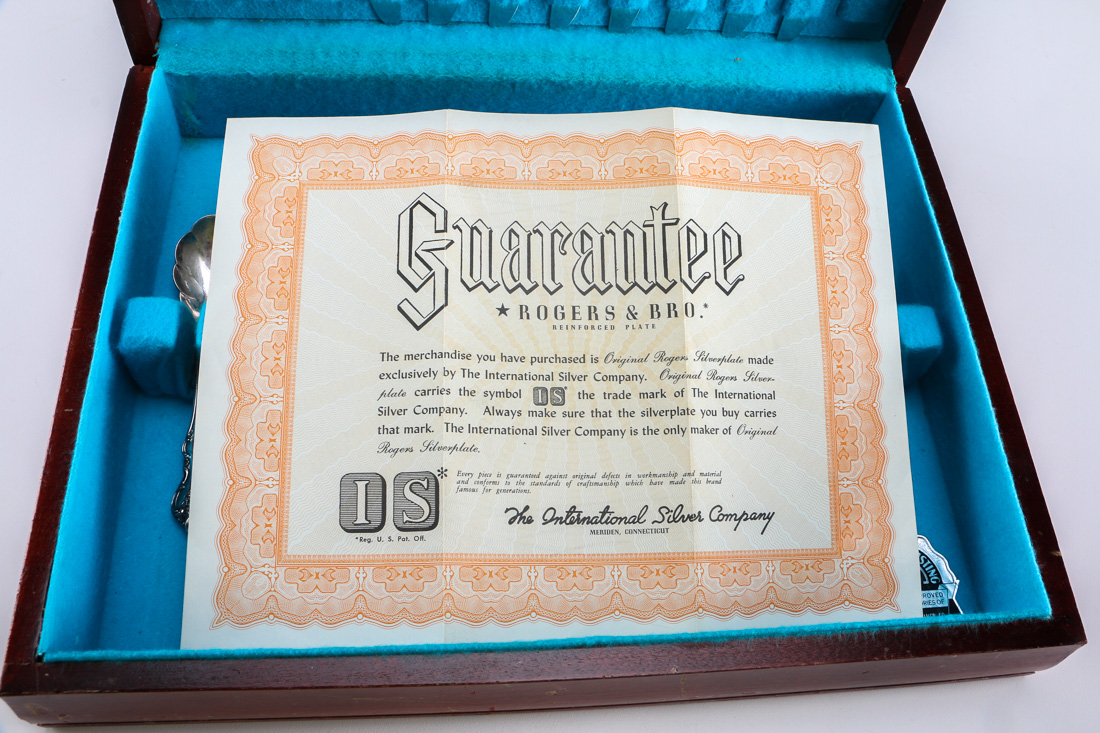 Guarantee
★ ROGERS & BRO.*
REINFORCED PLATE
The merchandise you have purchased is Original Rogers Silverplate made
exclusively by The International Silver Company. Original Rogers Silver-
plate carries the symbol IS* the trade mark of The International
Silver Company. Always make sure that the silverplate you buy carries
that mark. The International Silver Company is the only maker of Original
Rogers Silverplate.
IS*
*Reg. U. S. Pat. Off.
Every piece is guaranteed against original defects in workmanship and material
and conforms to the standards of craftsmanship which have made this brand
famous for generations.
The International Silver Company
MERIDEN, CONNECTICUT